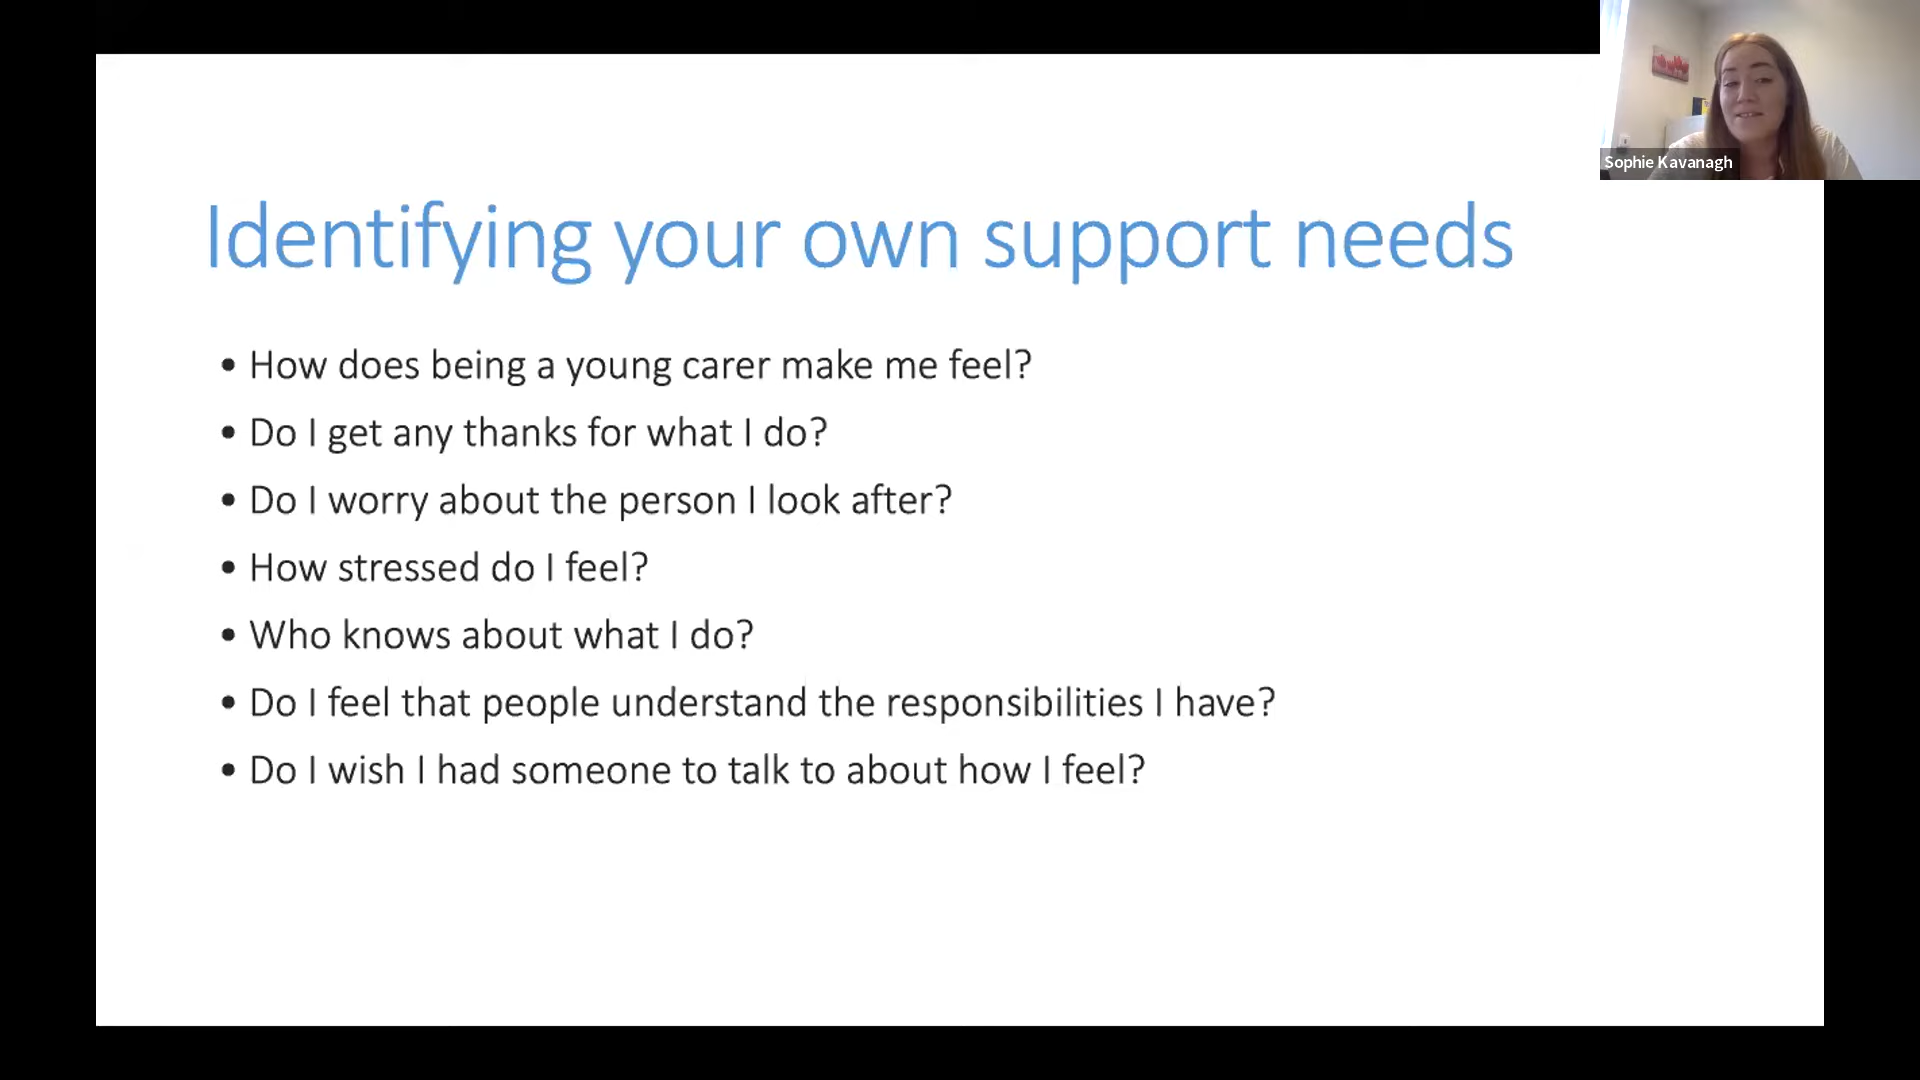 Sophie Kavanagh
Identifying your own support needs
• How does being a young carer make me feel?
• Do I get any thanks for what I do?
• Do I worry about the person I look after?
• How stressed do I feel?
• Who knows about what I do?
• Do I feel that people understand the responsibilities I have?
• Do I wish I had someone to talk to about how I feel?